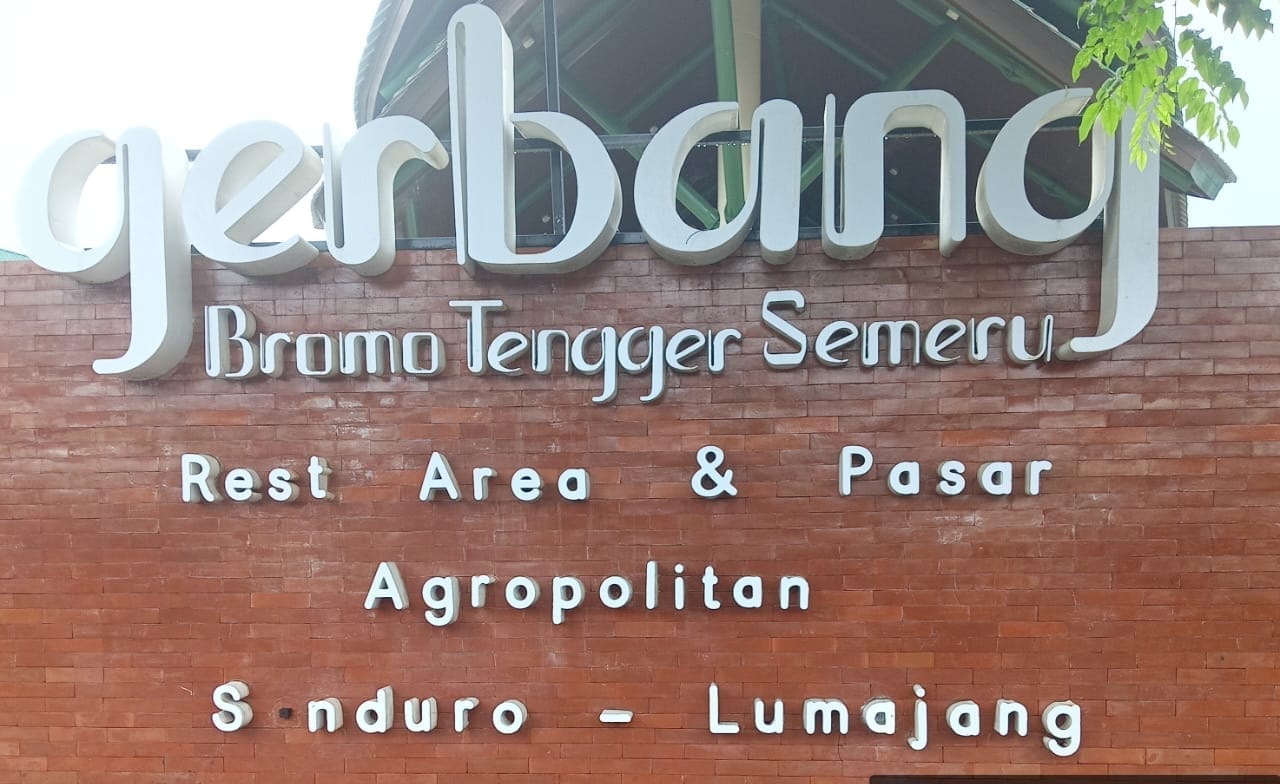 gerbang
Bromo Tengger Semeru
Rest Area & Pasar
Agropolitan
S nduro - Lumajang